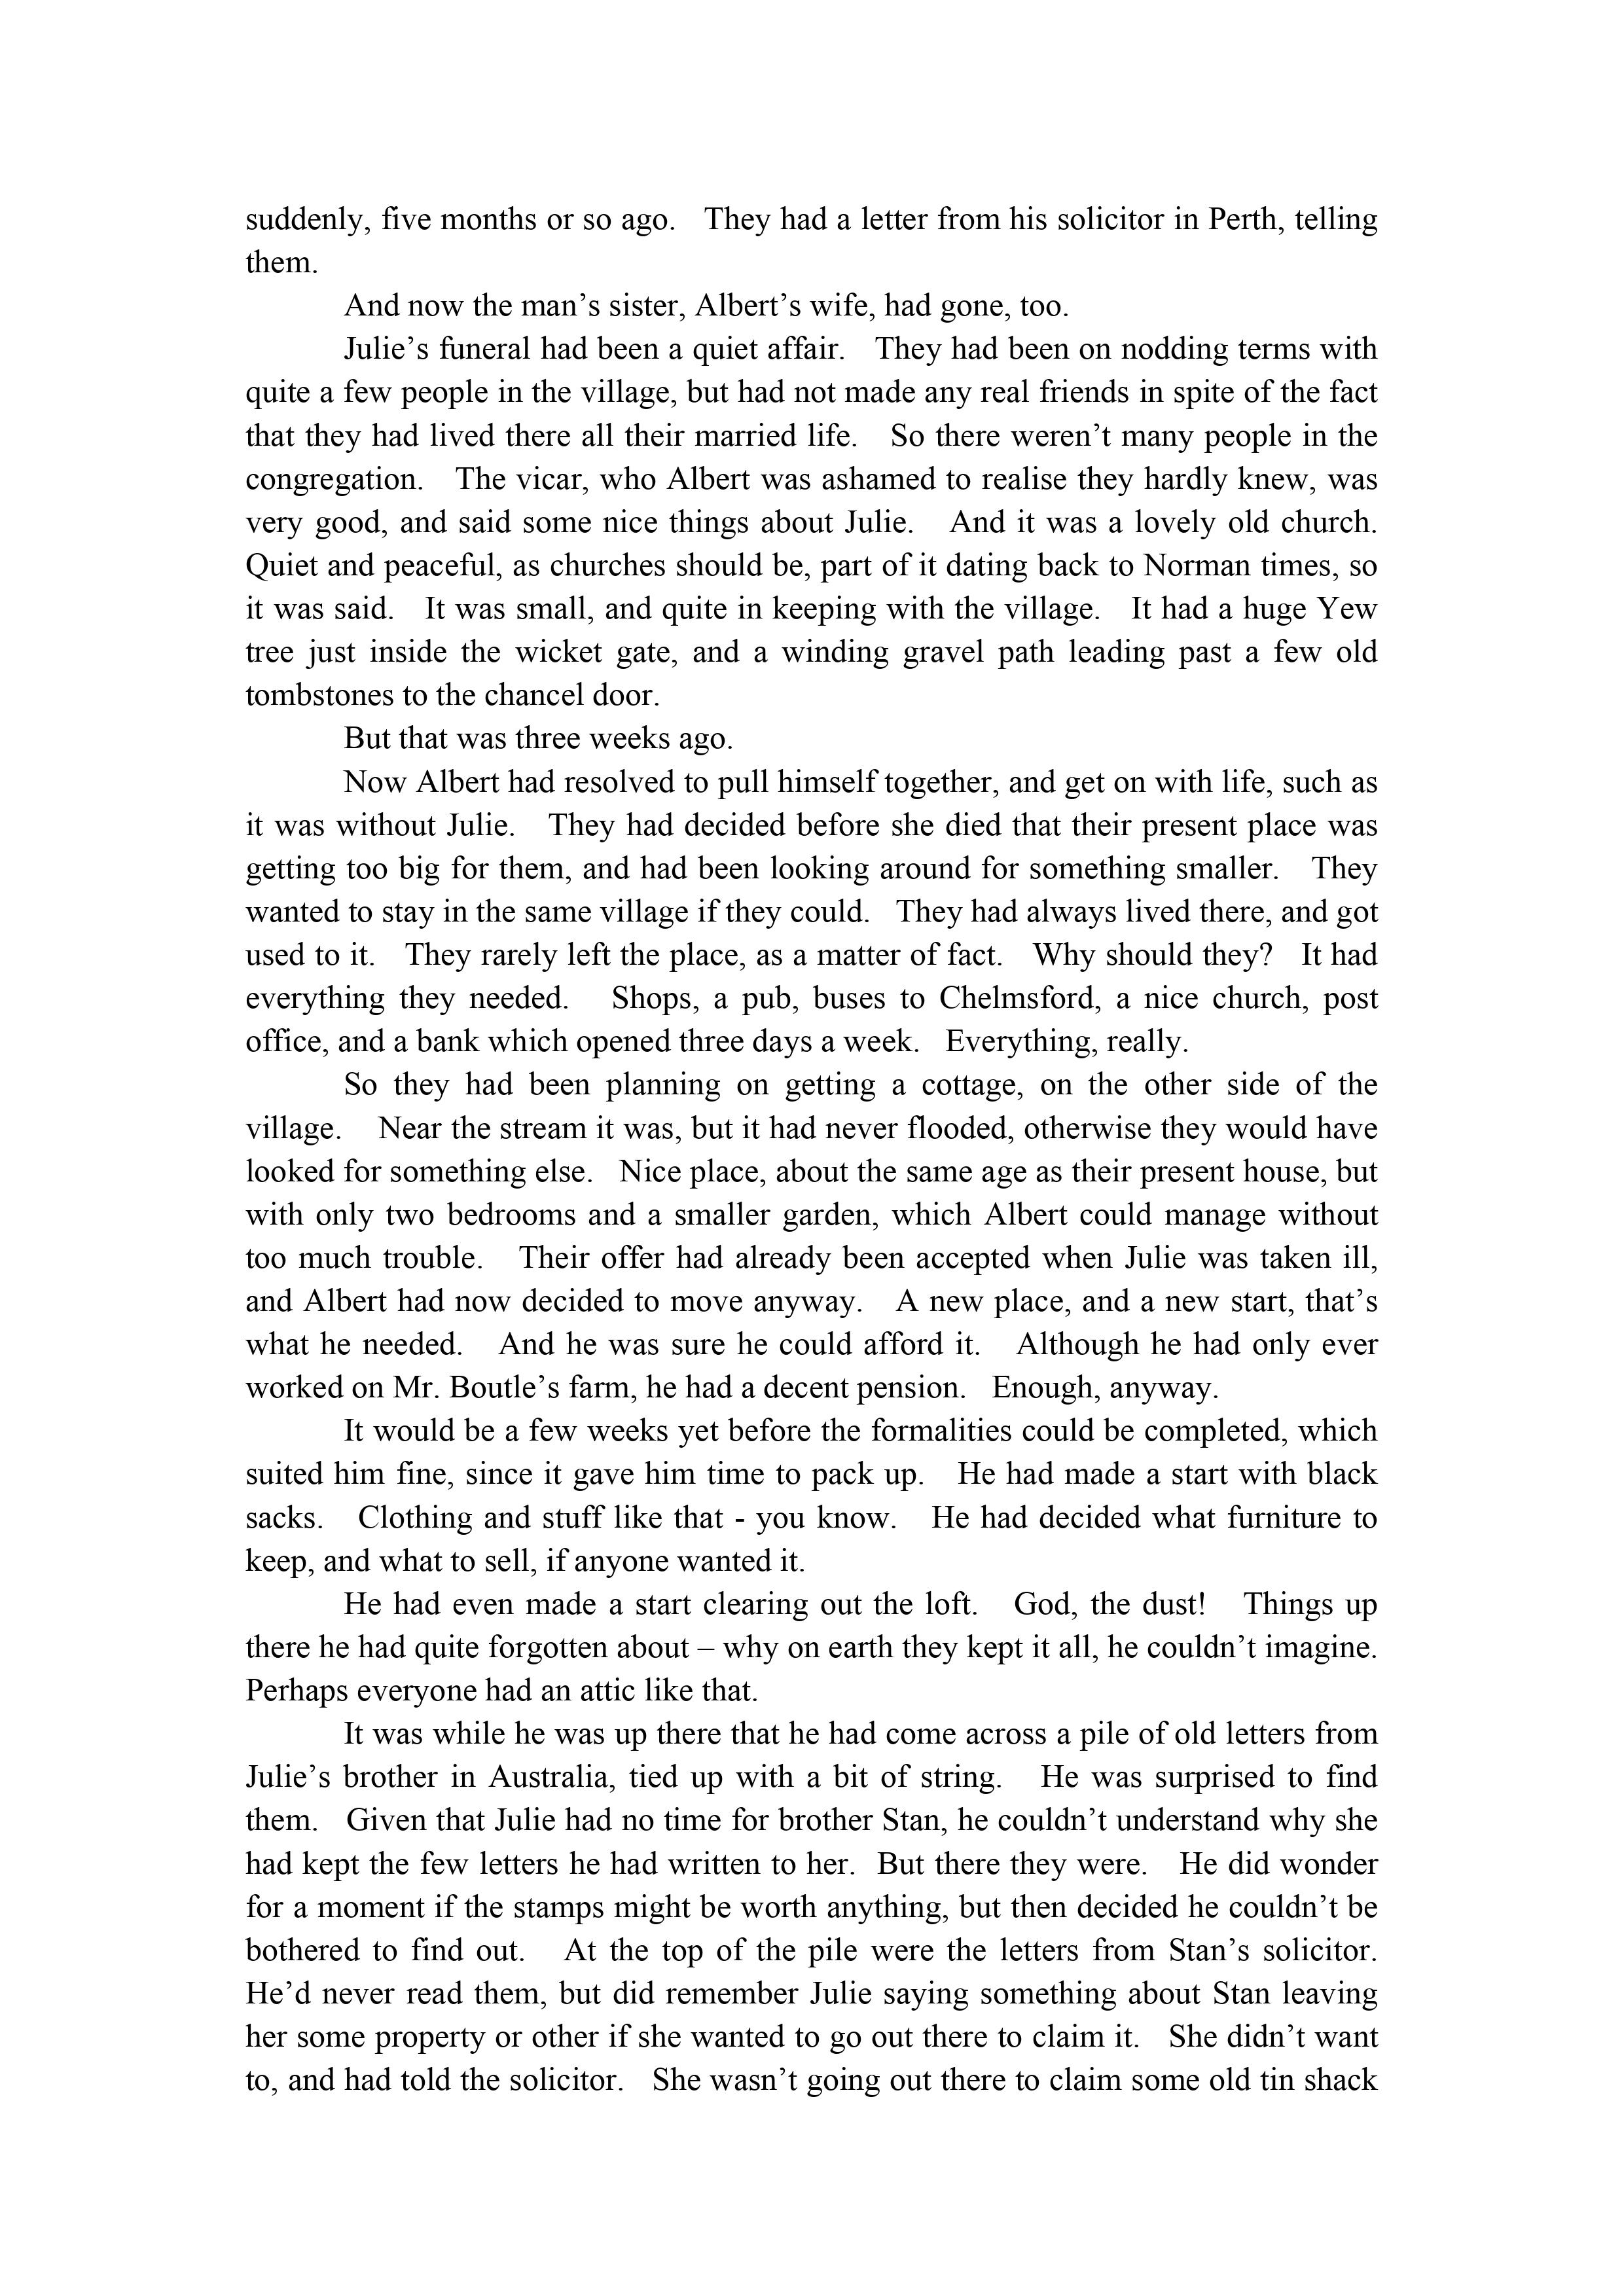 suddenly, five months or so ago.   They had a letter from his solicitor in Perth, telling
them.
And now the man’s sister, Albert’s wife, had gone, too.
Julie’s funeral had been a quiet affair.   They had been on nodding terms with
quite a few people in the village, but had not made any real friends in spite of the fact
that they had lived there all their married life.   So there weren’t many people in the
congregation.   The vicar, who Albert was ashamed to realise they hardly knew, was
very good, and said some nice things about Julie.   And it was a lovely old church.
Quiet and peaceful, as churches should be, part of it dating back to Norman times, so
it was said.   It was small, and quite in keeping with the village.   It had a huge Yew
tree just inside the wicket gate, and a winding gravel path leading past a few old
tombstones to the chancel door.
But that was three weeks ago.
Now Albert had resolved to pull himself together, and get on with life, such as
it was without Julie.   They had decided before she died that their present place was
getting too big for them, and had been looking around for something smaller.   They
wanted to stay in the same village if they could.   They had always lived there, and got
used to it.   They rarely left the place, as a matter of fact.   Why should they?   It had
everything they needed.   Shops, a pub, buses to Chelmsford, a nice church, post
office, and a bank which opened three days a week.   Everything, really.
So they had been planning on getting a cottage, on the other side of the
village.   Near the stream it was, but it had never flooded, otherwise they would have
looked for something else.   Nice place, about the same age as their present house, but
with only two bedrooms and a smaller garden, which Albert could manage without
too much trouble.   Their offer had already been accepted when Julie was taken ill,
and Albert had now decided to move anyway.   A new place, and a new start, that’s
what he needed.   And he was sure he could afford it.   Although he had only ever
worked on Mr. Boutle’s farm, he had a decent pension.   Enough, anyway.
It would be a few weeks yet before the formalities could be completed, which
suited him fine, since it gave him time to pack up.   He had made a start with black
sacks.   Clothing and stuff like that - you know.   He had decided what furniture to
keep, and what to sell, if anyone wanted it.
He had even made a start clearing out the loft.   God, the dust!   Things up
there he had quite forgotten about – why on earth they kept it all, he couldn’t imagine.
Perhaps everyone had an attic like that.
It was while he was up there that he had come across a pile of old letters from
Julie’s brother in Australia, tied up with a bit of string.   He was surprised to find
them.   Given that Julie had no time for brother Stan, he couldn’t understand why she
had kept the few letters he had written to her.  But there they were.   He did wonder
for a moment if the stamps might be worth anything, but then decided he couldn’t be
bothered to find out.   At the top of the pile were the letters from Stan’s solicitor.
He’d never read them, but did remember Julie saying something about Stan leaving
her some property or other if she wanted to go out there to claim it.   She didn’t want
to, and had told the solicitor.   She wasn’t going out there to claim some old tin shack